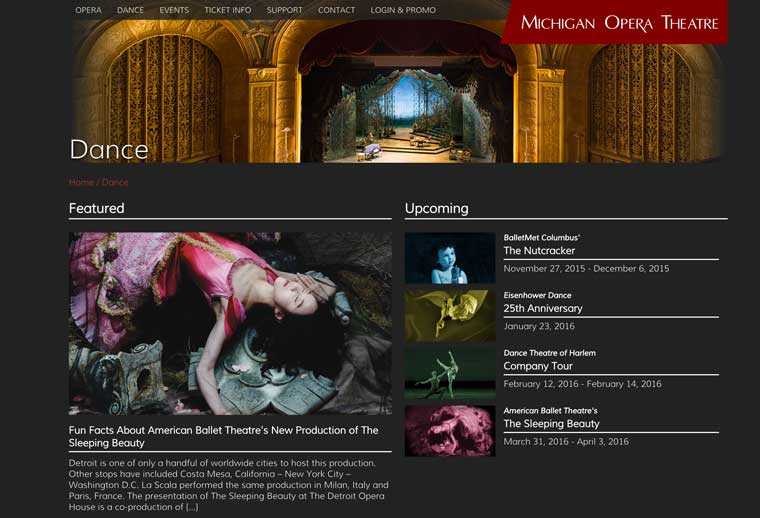 OPERA DANCE EVENTS TICKET INFO SUPPORT CONTACT LOGIN & PROMO
Michigan Opera Theatre
Dance
Home / Dance
Featured
Fun Facts About American Ballet Theatre's New Production of The
Sleeping Beauty
Detroit is one of only a handful of worldwide cities to host this production.
Other stops have included Costa Mesa, California – New York City –
Washington D.C. La Scala performed the same production in Milan, Italy and
Paris, France. The presentation of The Sleeping Beauty at The Detroit Opera
House is a co-production of [...]
Upcoming
BalletMet Columbus'
The Nutcracker
November 27, 2015 - December 6, 2015
Eisenhower Dance
25th Anniversary
January 23, 2016
Dance Theatre of Harlem
Company Tour
February 12, 2016 - February 14, 2016
American Ballet Theatre's
The Sleeping Beauty
March 31, 2016 - April 3, 2016